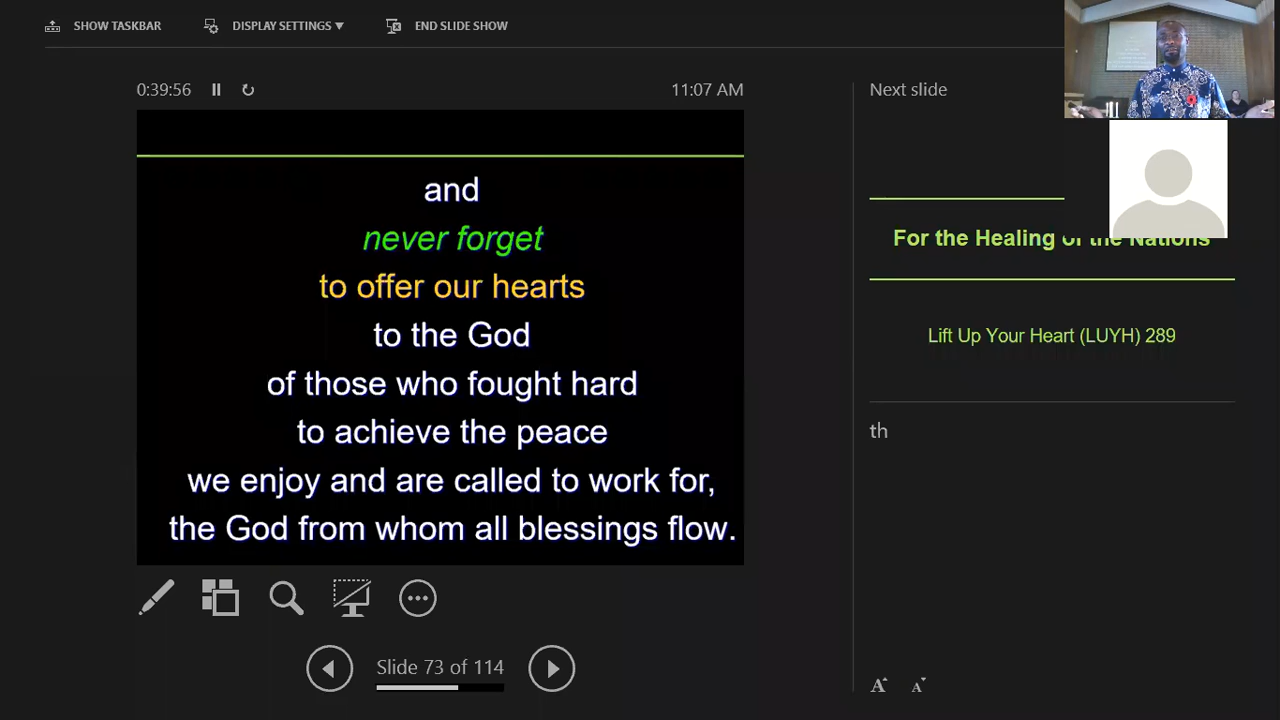 SHOW TASKBAR DISPLAY SETTINGS ▼ END SLIDE SHOW
0:39:56 11:07 AM
and
never forget
to offer our hearts
to the God
of those who fought hard
to achieve the peace
we enjoy and are called to work for,
the God from whom all blessings flow.
Slide 73 of 114
Next slide
For the Healing of the Nations
Lift Up Your Heart (LUYH) 289
th
A A